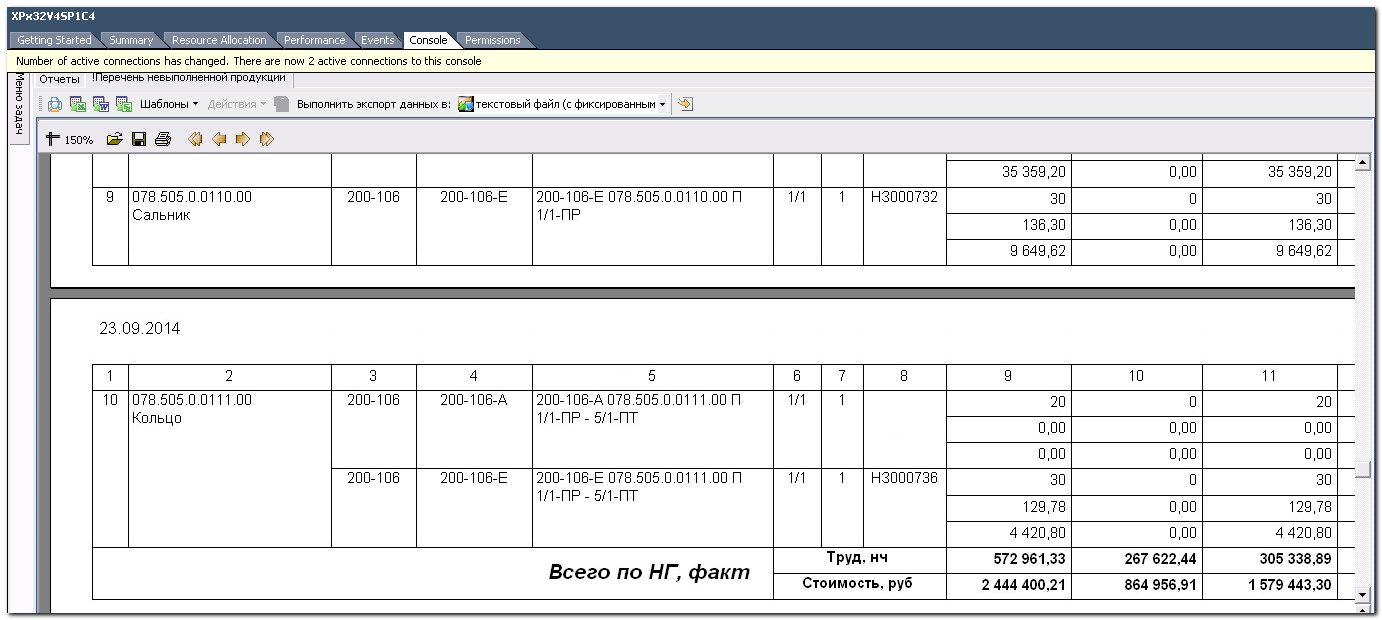 XPx32V4SP1C4
Getting Started Summary Resource Allocation Performance Events Console Permissions
Number of active connections has changed. There are now 2 active connections to this console
Меню задач
Отчеты !Перечень невыполненной продукции
Шаблоны Действия Выполнить экспорт данных в: текстовый файл (с фиксированным
150%
35 359,20 0,00 35 359,20
9 078.505.0.0110.00 200-106 200-106-Е 200-106-Е 078.505.0.0110.00 П 1/1 1 Н3000732 30 0 30
Сальник 1/1-ПР
136,30 0,00 136,30
9 649,62 0,00 9 649,62
23.09.2014
1 2 3 4 5 6 7 8 9 10 11
10 078.505.0.0111.00 200-106 200-106-А 200-106-А 078.505.0.0111.00 П 1/1 1 20 0 20
Кольцо 1/1-ПР - 5/1-ПТ
0,00 0,00 0,00
0,00 0,00 0,00
200-106 200-106-Е 200-106-Е 078.505.0.0111.00 П 1/1 1 Н3000736 30 0 30
1/1-ПР - 5/1-ПТ
129,78 0,00 129,78
4 420,80 0,00 4 420,80
Всего по НГ, факт
Труд, нч 572 961,33 267 622,44 305 338,89
Стоимость, руб 2 444 400,21 864 956,91 1 579 443,30